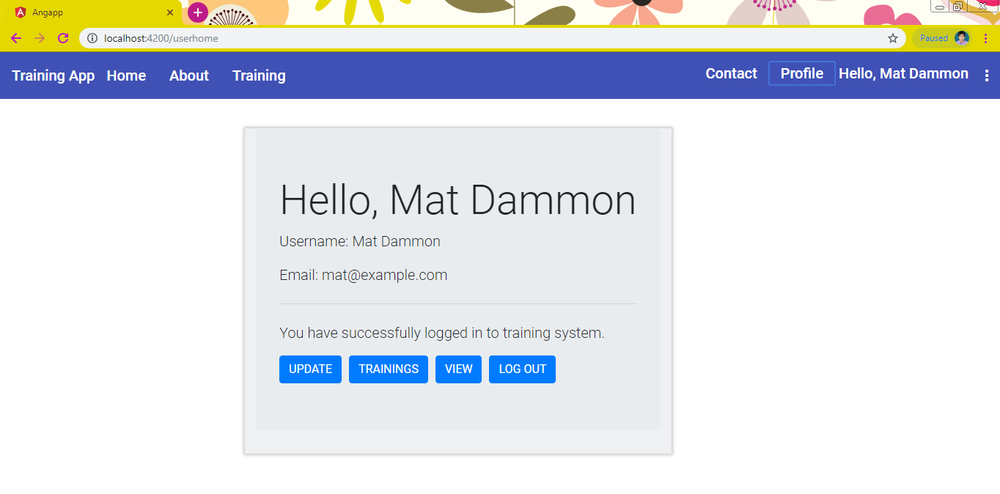 Angapp
localhost:4200/userhome
Paused
Training App Home About Training Contact Profile Hello, Mat Dammon
Hello, Mat Dammon
Username: Mat Dammon
Email: mat@example.com
You have successfully logged in to training system.
UPDATE TRAININGS VIEW LOG OUT